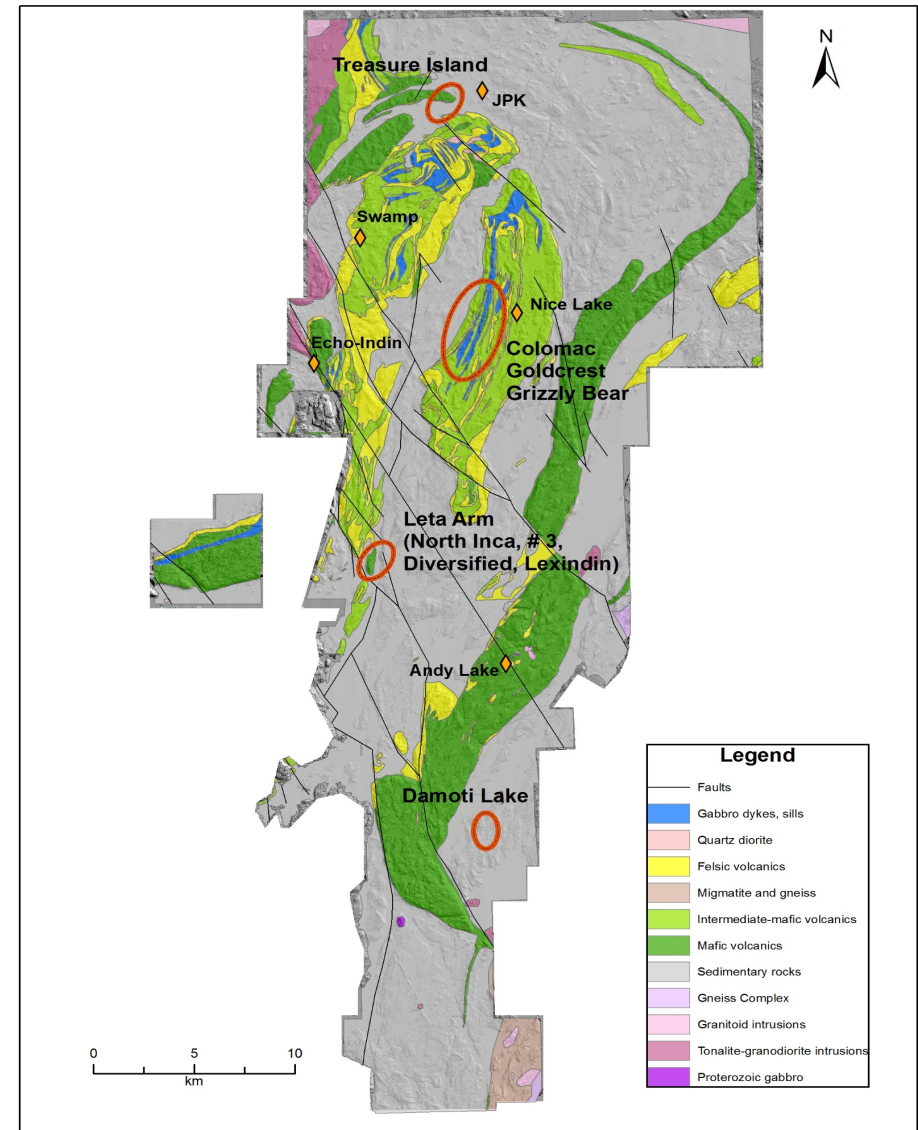 N
Treasure Island
JPK
Swamp
Nice Lake
Echo-Indin
Colomac
Goldcrest
Grizzly Bear
Leta Arm
(North Inca, # 3,
Diversified, Lexindin)
Andy Lake
Damoti Lake
Legend
Faults
Gabbro dykes, sills
Quartz diorite
Felsic volcanics
Migmatite and gneiss
Intermediate-mafic volcanics
Mafic volcanics
Sedimentary rocks
Gneiss Complex
Granitoid intrusions
Tonalite-granodiorite intrusions
Proterozoic gabbro
0 5 10
km